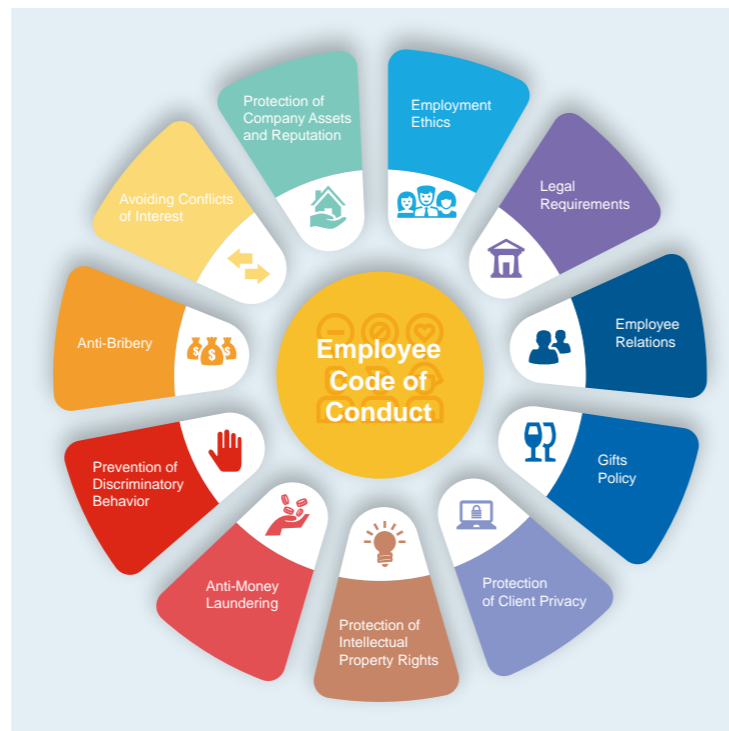 Employee
Code of
Conduct
Employment
Ethics
Legal
Requirements
Employee
Relations
Gifts
Policy
Protection
of Client Privacy
Protection of
Intellectual
Property Rights
Anti-Money
Laundering
Prevention of
Discriminatory
Behavior
Anti-Bribery
Avoiding Conflicts
of Interest
Protection of
Company Assets
and Reputation